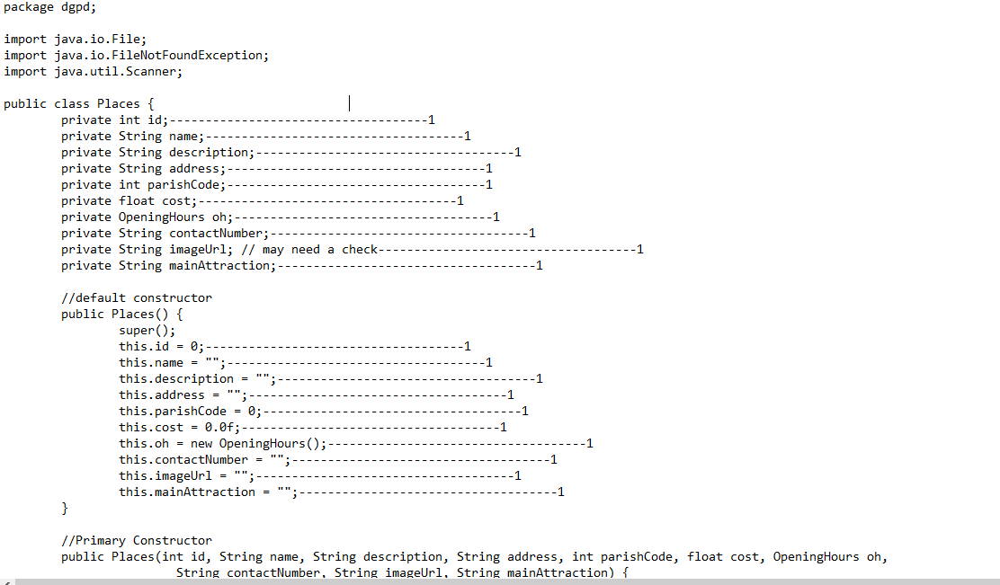 package dgpd;
import java.io.File;
import java.io.FileNotFoundException;
import java.util.Scanner;
public class Places {
private int id;------------------------------------1
private String name;------------------------------------1
private String description;------------------------------------1
private String address;------------------------------------1
private int parishCode;------------------------------------1
private float cost;------------------------------------1
private OpeningHours oh;------------------------------------1
private String contactNumber;------------------------------------1
private String imageUrl; // may need a check------------------------------------1
private String mainAttraction;------------------------------------1
//default constructor
public Places() {
super();
this.id = 0;------------------------------------1
this.name = "";------------------------------------1
this.description = "";------------------------------------1
this.address = "";------------------------------------1
this.parishCode = 0;------------------------------------1
this.cost = 0.0f;------------------------------------1
this.oh = new OpeningHours();------------------------------------1
this.contactNumber = "";------------------------------------1
this.imageUrl = "";------------------------------------1
this.mainAttraction = "";------------------------------------1
}
//Primary Constructor
public Places(int id, String name, String description, String address, int parishCode, float cost, OpeningHours oh,
String contactNumber, String imageUrl, String mainAttraction) {